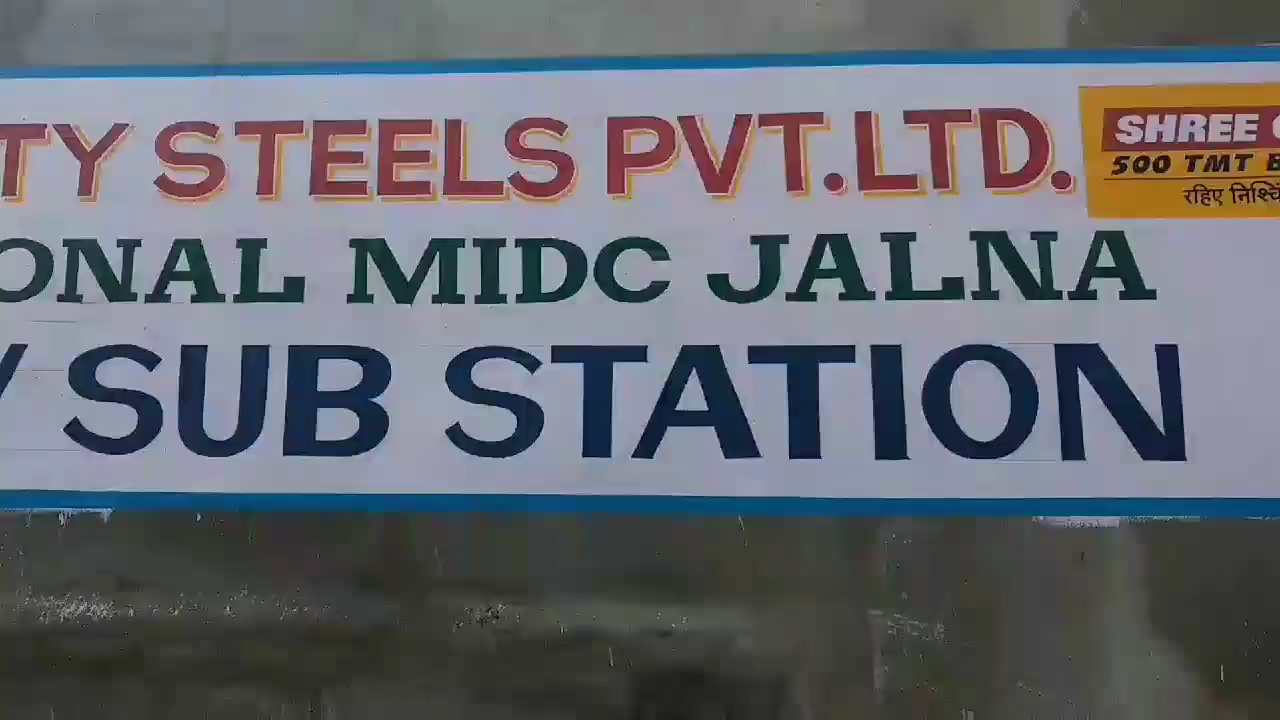 TY STEELS PVT.LTD.
SHREE
500 TMT
रहिए
ONAL MIDC JALNA
SUB STATION